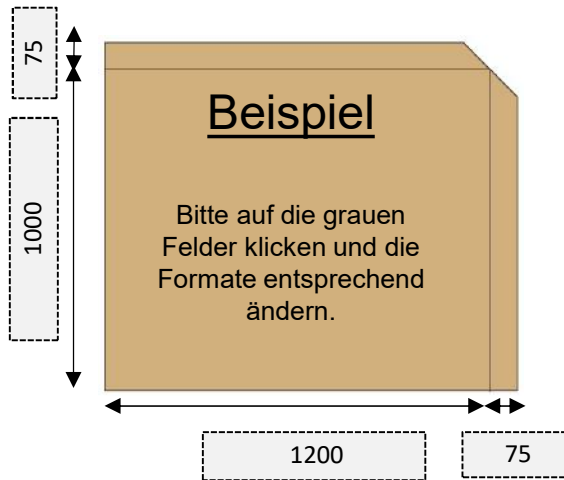 75
Beispiel
1000
Bitte auf die grauen
Felder klicken und die
Formate entsprechend
ändern.
1200
75